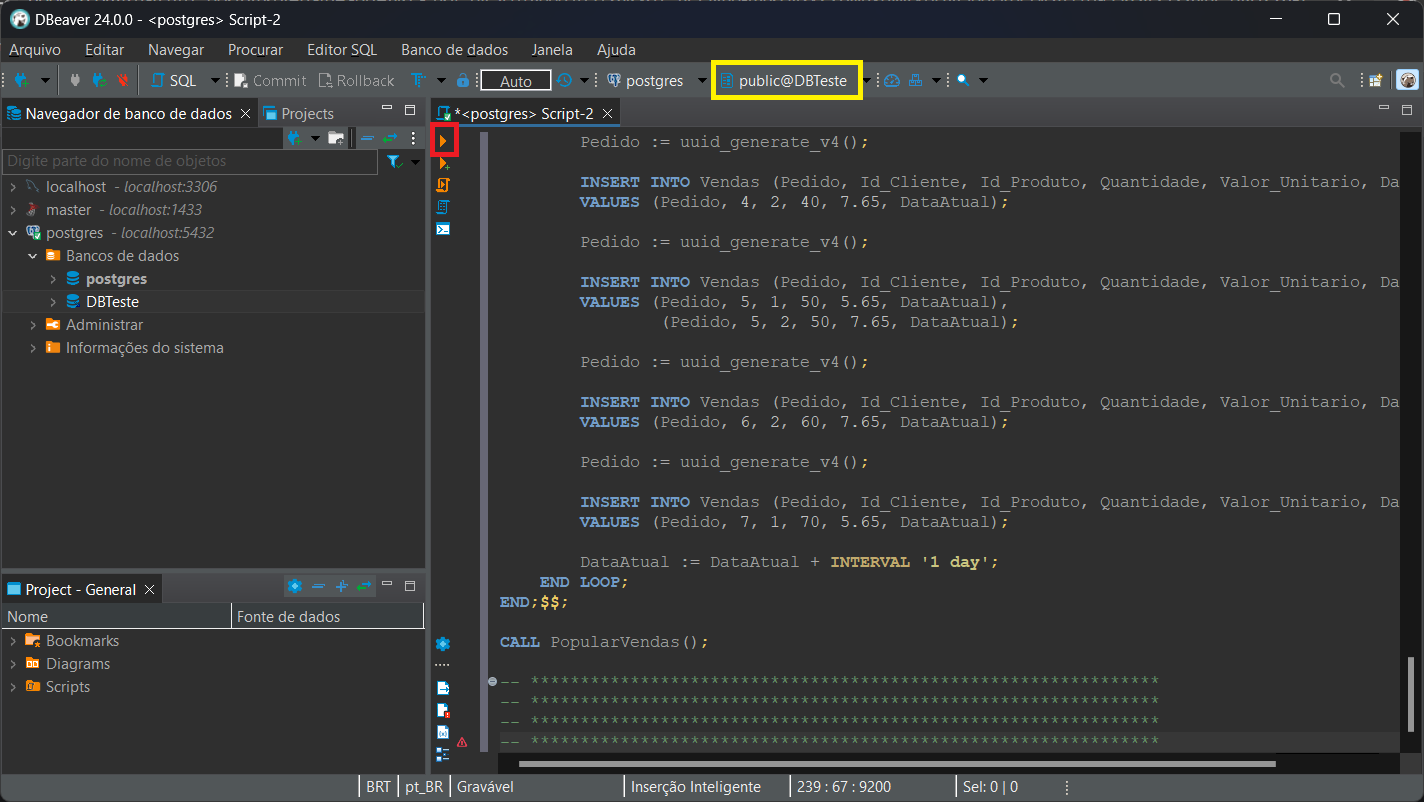 DBeaver 24.0.0 - <postgres> Script-2
Arquivo Editar Navegar Procurar Editor SQL Banco de dados Janela Ajuda
SQL Commit Rollback Auto postgres public@DBTeste
Navegador de banco de dados Projects
Digite parte do nome de objetos
localhost - localhost:3306
master - localhost:1433
postgres - localhost:5432
Bancos de dados
postgres
DBTeste
Administrar
Informações do sistema
Project - General
Nome Fonte de dados
Bookmarks
Diagrams
Scripts
*<postgres> Script-2
Pedido := uuid_generate_v4();
INSERT INTO Vendas (Pedido, Id_Cliente, Id_Produto, Quantidade, Valor_Unitario, Da
VALUES (Pedido, 4, 2, 40, 7.65, DataAtual);
Pedido := uuid_generate_v4();
INSERT INTO Vendas (Pedido, Id_Cliente, Id_Produto, Quantidade, Valor_Unitario, Da
VALUES (Pedido, 5, 1, 50, 5.65, DataAtual),
(Pedido, 5, 2, 50, 7.65, DataAtual);
Pedido := uuid_generate_v4();
INSERT INTO Vendas (Pedido, Id_Cliente, Id_Produto, Quantidade, Valor_Unitario, Da
VALUES (Pedido, 6, 2, 60, 7.65, DataAtual);
Pedido := uuid_generate_v4();
INSERT INTO Vendas (Pedido, Id_Cliente, Id_Produto, Quantidade, Valor_Unitario, Da
VALUES (Pedido, 7, 1, 70, 5.65, DataAtual);
DataAtual := DataAtual + INTERVAL '1 day';
END LOOP;
END;$$;
CALL PopularVendas();
-- ***************************************************************
-- ***************************************************************
-- ***************************************************************
-- ***************************************************************
BRT pt_BR Gravável Inserção Inteligente 239 : 67 : 9200 Sel: 0 | 0